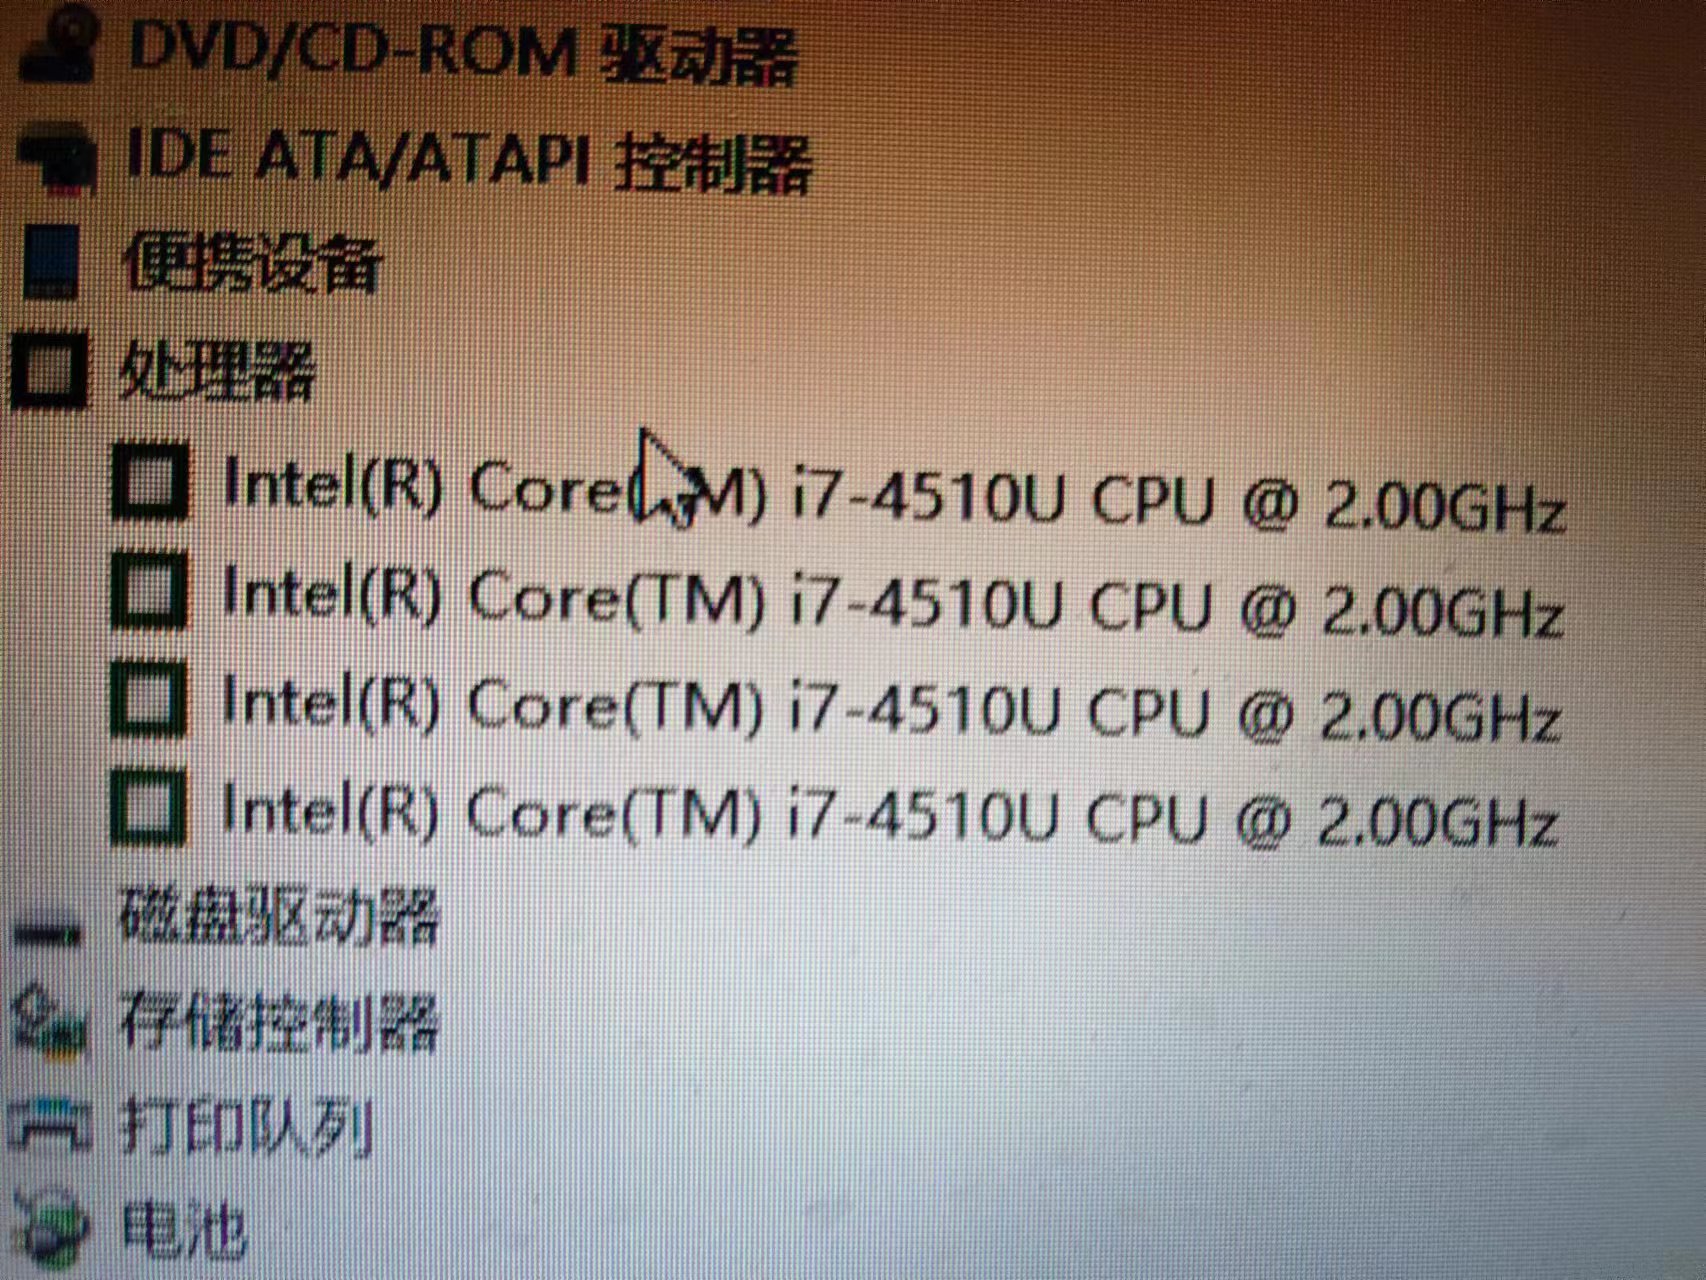 DVD/CD-ROM 驱动器
IDE ATA/ATAPI 控制器
便携设备
处理器
Intel(R) Core(TM) i7-4510U CPU @ 2.00GHz
Intel(R) Core(TM) i7-4510U CPU @ 2.00GHz
Intel(R) Core(TM) i7-4510U CPU @ 2.00GHz
Intel(R) Core(TM) i7-4510U CPU @ 2.00GHz
磁盘驱动器
存储控制器
打印队列
电池